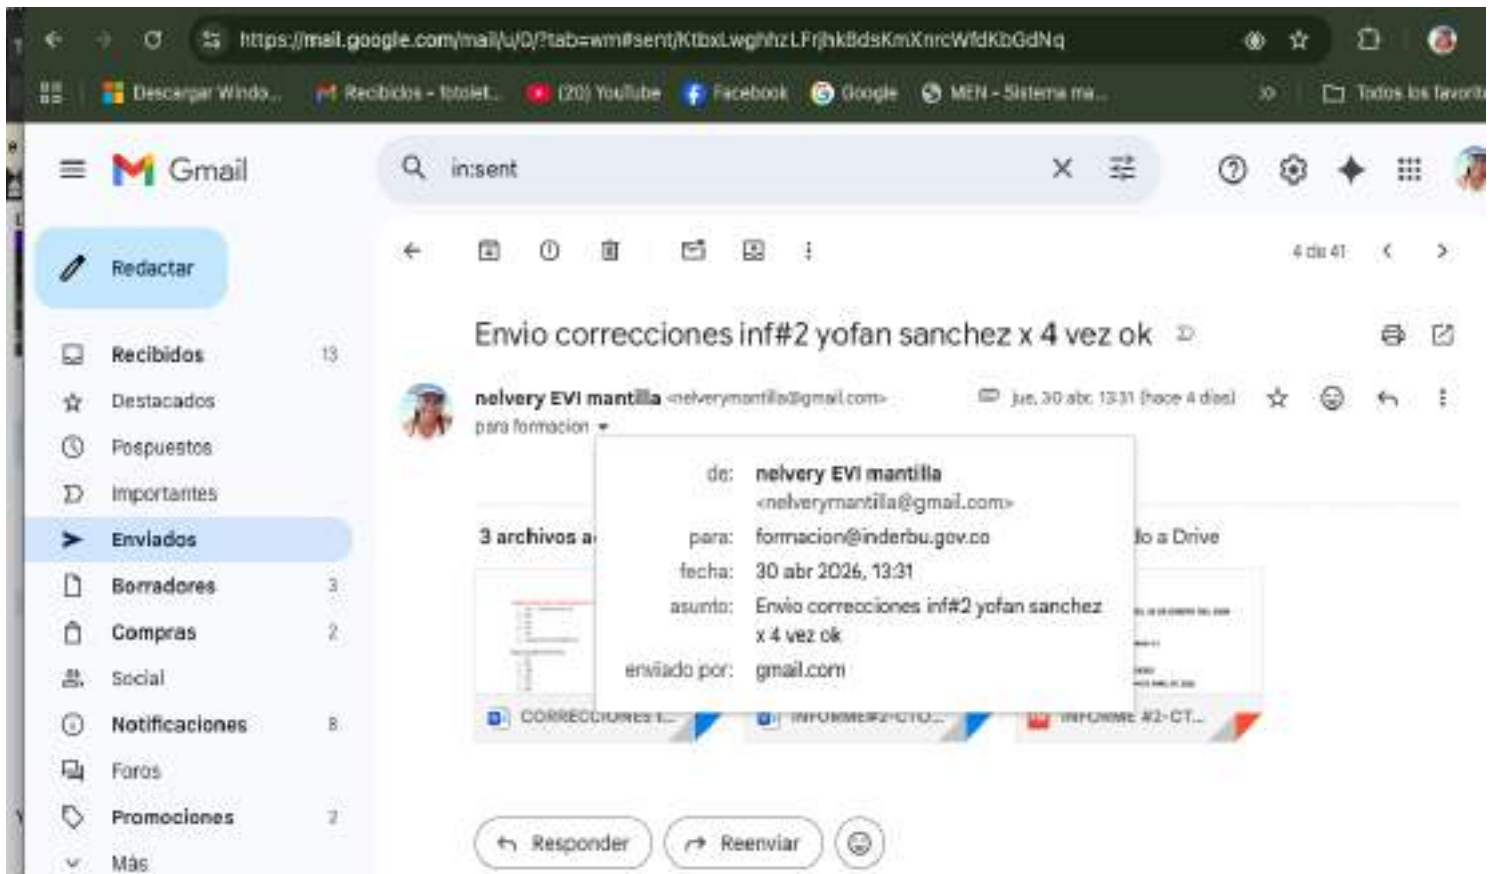 https://mail.google.com/mail/u/0/?tab=wm#sent/KtbxLwghhzLFrjhkBdsKmXnrcWfdKbGdNq
Descargar Windo... Recibidos - fotolet... (20) YouTube Facebook Google MEN - Sistema ma... Todos los favorit
Gmail
in:sent
Redactar
4 de 41
Envio correcciones inf#2 yofan sanchez x 4 vez ok
Recibidos 13
Destacados
Pospuestos
Importantes
Enviados
Borradores 3
Compras 2
Social
Notificaciones 8
Foros
Promociones 2
Más
nelvery EVI mantilla <nelverymantilla@gmail.com> jue, 30 abr, 13:31 (hace 4 días)
para formacion
de: nelvery EVI mantilla
<nelverymantilla@gmail.com>
para: formacion@inderbu.gov.co
fecha: 30 abr 2026, 13:31
asunto: Envio correcciones inf#2 yofan sanchez
x 4 vez ok
enviado por: gmail.com
3 archivos a
lo a Drive
CORRECCIONES I... INFORME#2-CTO... INFORME #2-CT...
Responder Reenviar